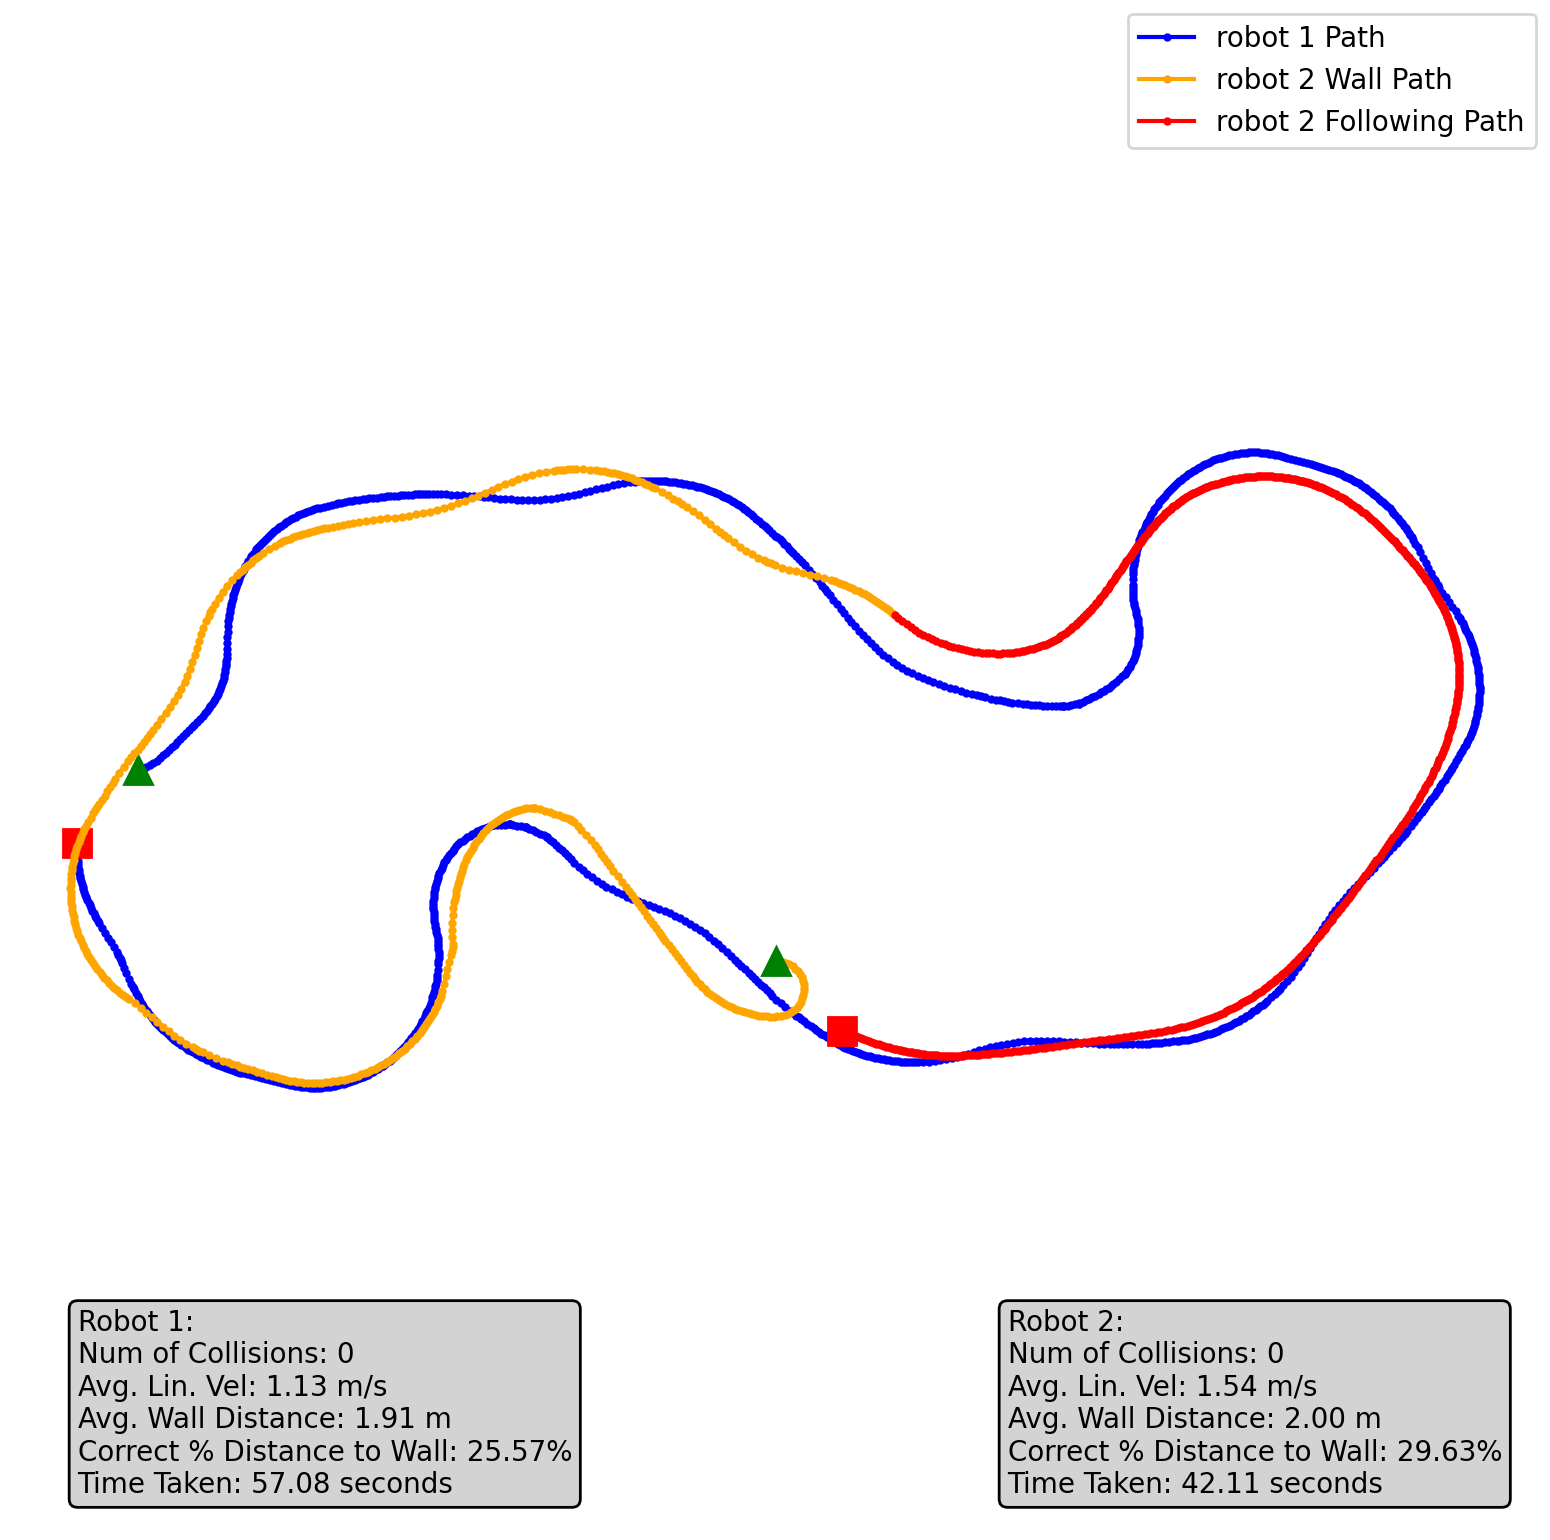 robot 1 Path
robot 2 Wall Path
robot 2 Following Path
Robot 1:
Num of Collisions: 0
Avg. Lin. Vel: 1.13 m/s
Avg. Wall Distance: 1.91 m
Correct % Distance to Wall: 25.57%
Time Taken: 57.08 seconds
Robot 2:
Num of Collisions: 0
Avg. Lin. Vel: 1.54 m/s
Avg. Wall Distance: 2.00 m
Correct % Distance to Wall: 29.63%
Time Taken: 42.11 seconds